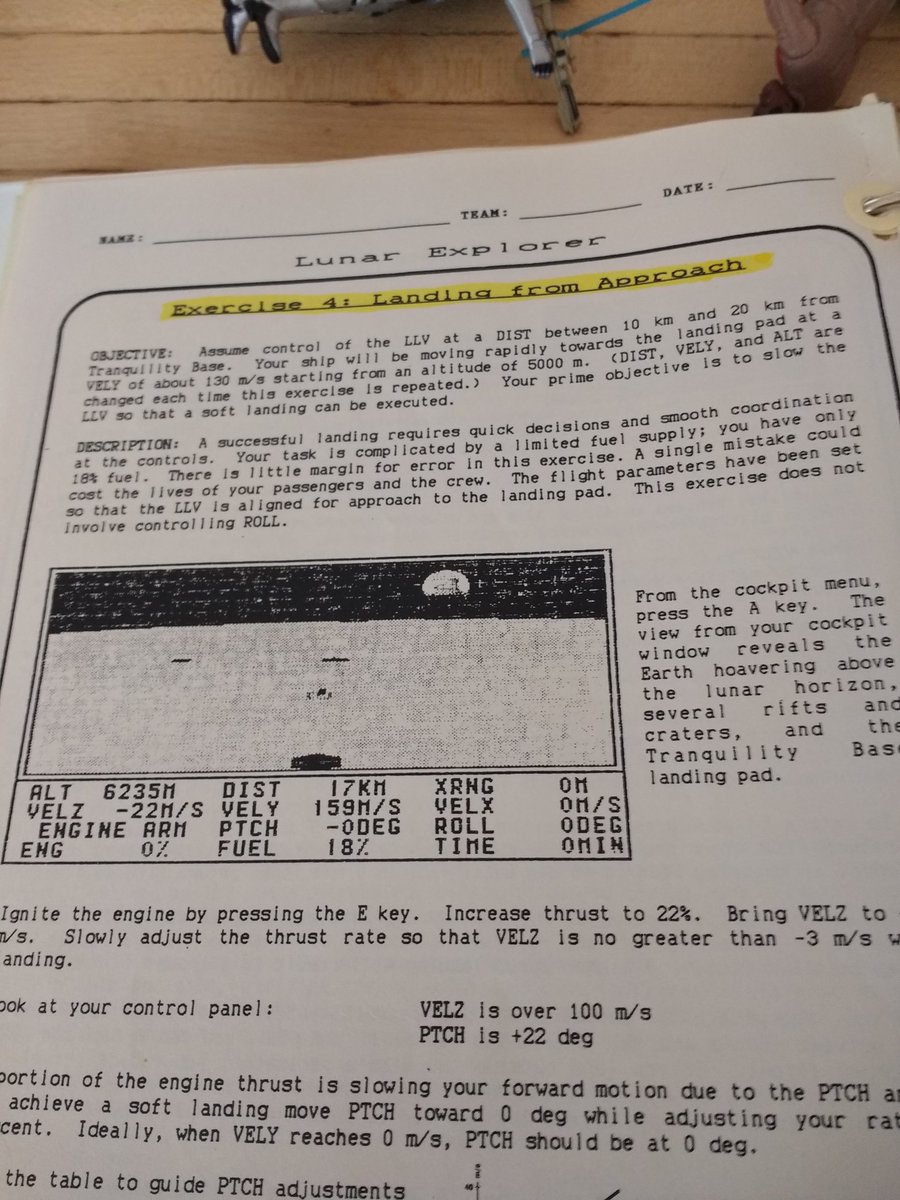 NAME: TEAM: DATE:
Lunar Explorer
Exercise 4: Landing from Approach
OBJECTIVE: Assume control of the LLV at a DIST between 10 km and 20 km from
Tranquility Base. Your ship will be moving rapidly towards the landing pad at a
VELY of about 130 m/s starting from an altitude of 5000 m. (DIST, VELY, and ALT are
changed each time this exercise is repeated.) Your prime objective is to slow the
LLV so that a soft landing can be executed.
DESCRIPTION: A successful landing requires quick decisions and smooth coordination
at the controls. Your task is complicated by a limited fuel supply; you have only
18% fuel. There is little margin for error in this exercise. A single mistake could
cost the lives of your passengers and the crew. The flight parameters have been set
so that the LLV is aligned for approach to the landing pad. This exercise does not
involve controlling ROLL.
From the cockpit menu,
press the A key. The
view from your cockpit
window reveals the
Earth hoavering above
the lunar horizon,
several rifts and
craters, and the
Tranquility Base
landing pad.
ALT 6235M DIST 17KM XRNG 0M
VELZ -22M/S VELY 159M/S VELX 0M/S
ENGINE ARM PTCH -0DEG ROLL 0DEG
ENG 0% FUEL 18% TIME 0MIN
Ignite the engine by pressing the E key. Increase thrust to 22%. Bring VELZ to
m/s. Slowly adjust the thrust rate so that VELZ is no greater than -3 m/s w
anding.
ook at your control panel: VELZ is over 100 m/s
PTCH is +22 deg
portion of the engine thrust is slowing your forward motion due to the PTCH a
achieve a soft landing move PTCH toward 0 deg while adjusting your rat
cent. Ideally, when VELY reaches 0 m/s, PTCH should be at 0 deg.
the table to guide PTCH adjustments